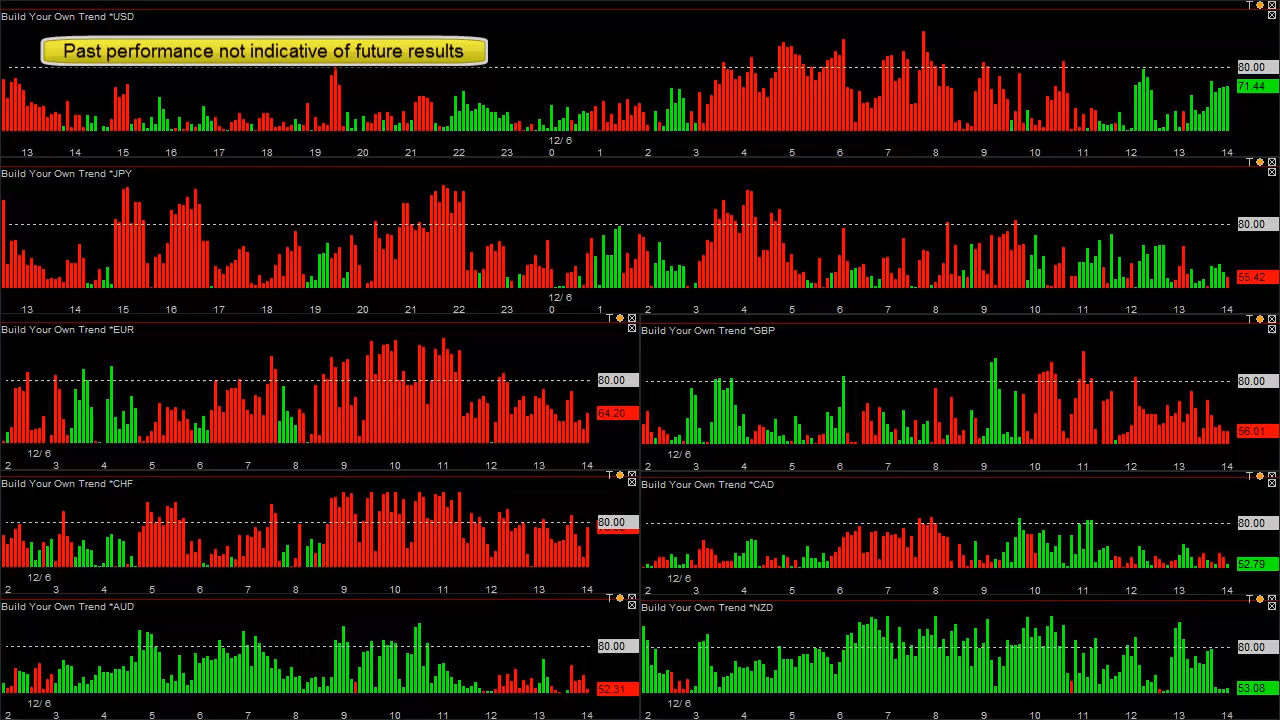 Build Your Own Trend *USD
Past performance not indicative of future results
80.00
71.44
12/ 6
13 14 15 16 17 18 19 20 21 22 23 0 1 2 3 4 5 6 7 8 9 10 11 12 13 14
Build Your Own Trend *JPY
80.00
55.42
12/ 6
13 14 15 16 17 18 19 20 21 22 23 0 1 2 3 4 5 6 7 8 9 10 11 12 13 14
Build Your Own Trend *EUR
80.00
64.20
12/ 6
2 3 4 5 6 7 8 9 10 11 12 13 14
Build Your Own Trend *GBP
80.00
56.01
12/ 6
2 3 4 5 6 7 8 9 10 11 12 13 14
Build Your Own Trend *CHF
80.00
12/ 6
2 3 4 5 6 7 8 9 10 11 12 13 14
Build Your Own Trend *CAD
80.00
52.79
12/ 6
2 3 4 5 6 7 8 9 10 11 12 13 14
Build Your Own Trend *AUD
80.00
52.31
12/ 6
2 3 4 5 6 7 8 9 10 11 12 13 14
Build Your Own Trend *NZD
80.00
53.08
12/ 6
2 3 4 5 6 7 8 9 10 11 12 13 14